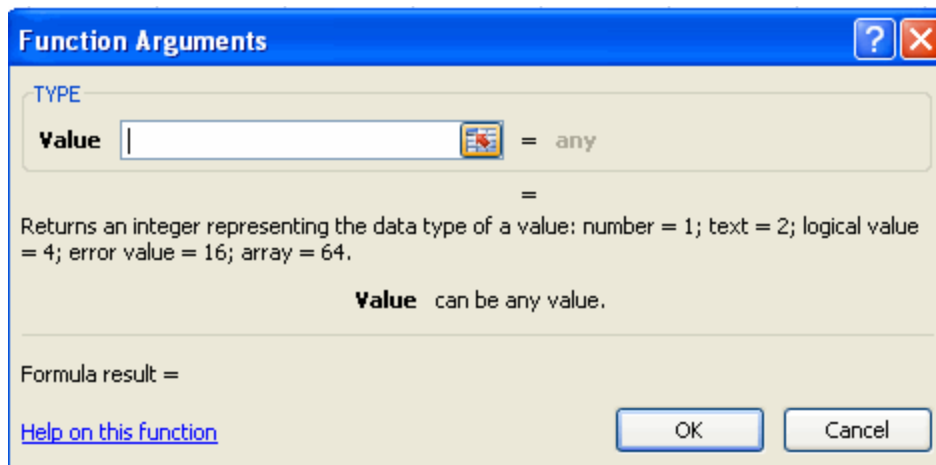 Function Arguments
TYPE
Value = any
=
Returns an integer representing the data type of a value: number = 1; text = 2; logical value
= 4; error value = 16; array = 64.
Value can be any value.
Formula result =
Help on this function OK Cancel